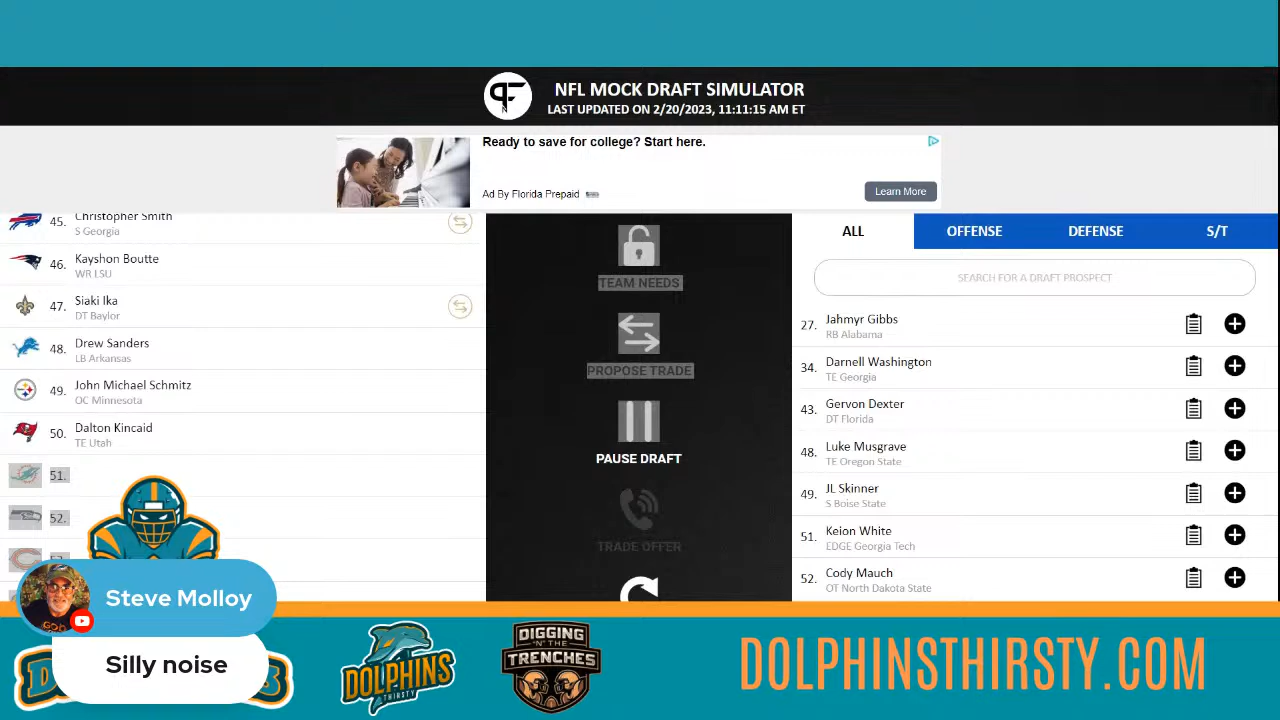 NFL MOCK DRAFT SIMULATOR
LAST UPDATED ON 2/20/2023, 11:11:15 AM ET
Ready to save for college? Start here.
Ad By Florida Prepaid
Learn More
45. Christopher Smith
S Georgia
46. Kayshon Boutte
WR LSU
47. Siaki Ika
DT Baylor
48. Drew Sanders
LB Arkansas
49. John Michael Schmitz
OC Minnesota
50. Dalton Kincaid
TE Utah
51.
52.
TEAM NEEDS
PROPOSE TRADE
PAUSE DRAFT
TRADE OFFER
ALL OFFENSE DEFENSE S/T
SEARCH FOR A DRAFT PROSPECT
27. Jahmyr Gibbs
RB Alabama
34. Darnell Washington
TE Georgia
43. Gervon Dexter
DT Florida
48. Luke Musgrave
TE Oregon State
49. JL Skinner
S Boise State
51. Keion White
EDGE Georgia Tech
52. Cody Mauch
OT North Dakota State
Steve Molloy
Silly noise
DOLPHINS
THIRSTY
DIGGING
"N" THE
TRENCHES
DOLPHINSTHIRSTY.COM